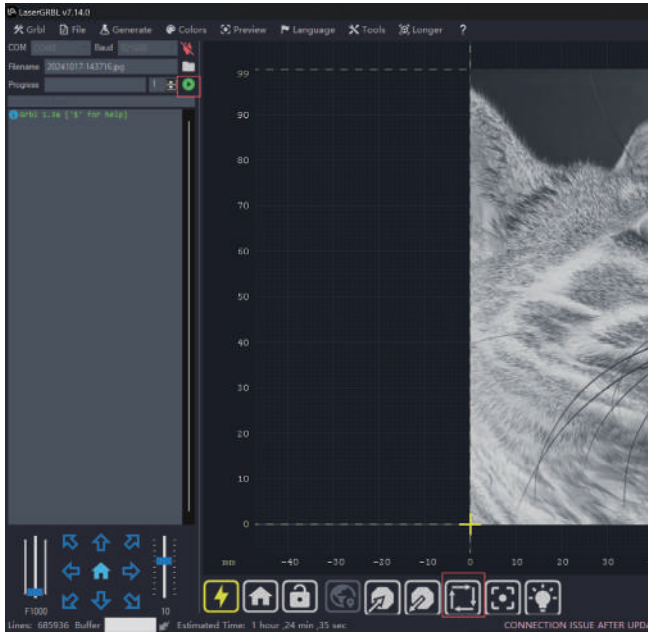 LaserGRBL v7.14.0
Grbl File Generate Colors Preview Language Tools Longer ?
COM Baud
Filename 20241017-143716.jpg
Progress 1
Grbl 1.3a ['$' for help]
99
90
80
70
60
50
40
30
20
10
0
mm -40 -30 -20 -10 0 10 20 30
F1000 10
Lines: 685936 Buffer Estimated Time: 1 hour ,24 min ,35 sec CONNECTION ISSUE AFTER UPD